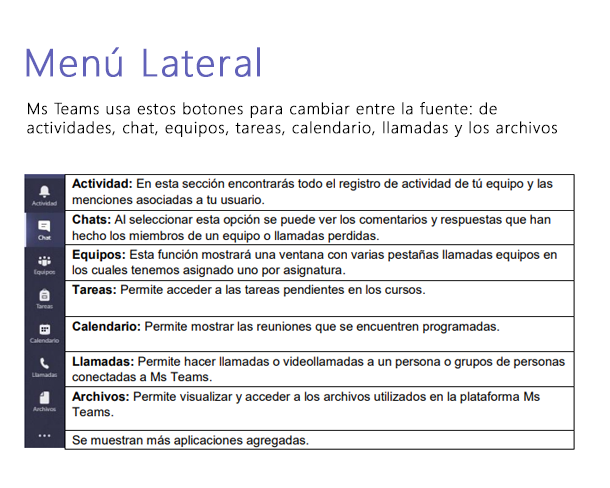 Menú Lateral
Ms Teams usa estos botones para cambiar entre la fuente: de
actividades, chat, equipos, tareas, calendario, llamadas y los archivos
Actividad
Actividad: En esta sección encontrarás todo el registro de actividad de tú equipo y las
menciones asociadas a tu usuario.
Chat
Chats: Al seleccionar esta opción se puede ver los comentarios y respuestas que han
hecho los miembros de un equipo o llamadas perdidas.
Equipos
Equipos: Esta función mostrará una ventana con varias pestañas llamadas equipos en
los cuales tenemos asignado uno por asignatura.
Tareas
Tareas: Permite acceder a las tareas pendientes en los cursos.
Calendario
Calendario: Permite mostrar las reuniones que se encuentren programadas.
Llamadas
Llamadas: Permite hacer llamadas o videollamadas a un persona o grupos de personas
conectadas a Ms Teams.
Archivos
Archivos: Permite visualizar y acceder a los archivos utilizados en la plataforma Ms
Teams.
Se muestran más aplicaciones agregadas.